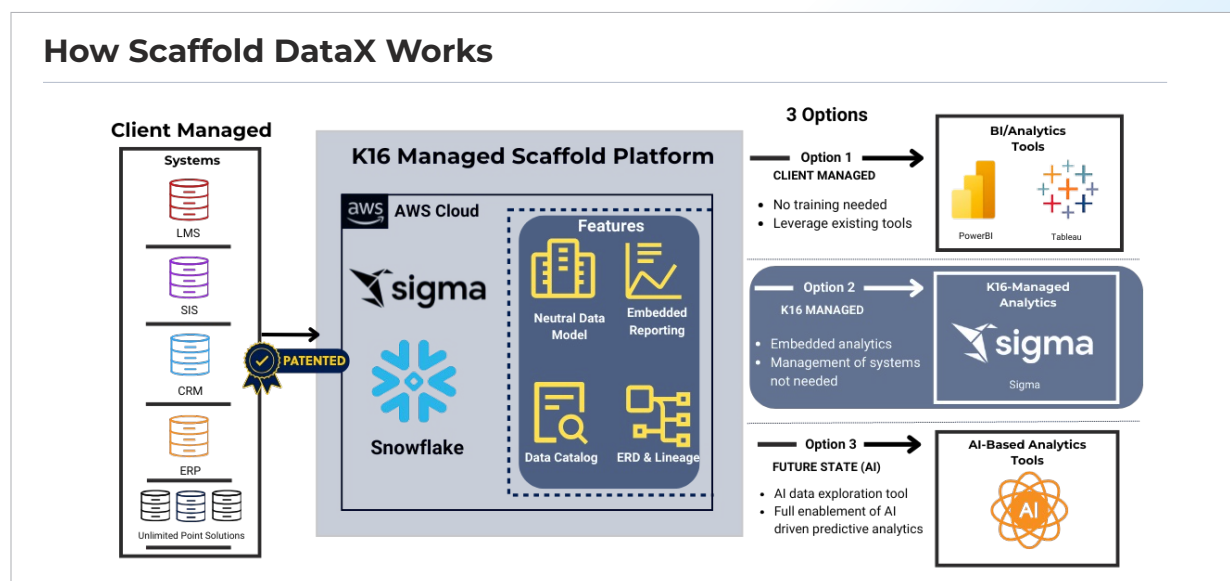 How Scaffold DataX Works
Client Managed
Systems
LMS
SIS
CRM
ERP
Unlimited Point Solutions
PATENTED
K16 Managed Scaffold Platform
aws
AWS Cloud
sigma
Snowflake
Features
Neutral Data
Model
Embedded
Reporting
Data Catalog
ERD & Lineage
3 Options
Option 1
CLIENT MANAGED
• No training needed
• Leverage existing tools
BI/Analytics
Tools
PowerBI
Tableau
Option 2
K16 MANAGED
• Embedded analytics
• Management of systems
not needed
K16-Managed
Analytics
sigma
Sigma
Option 3
FUTURE STATE (AI)
• AI data exploration tool
• Full enablement of AI
driven predictive analytics
AI-Based Analytics
Tools
AI